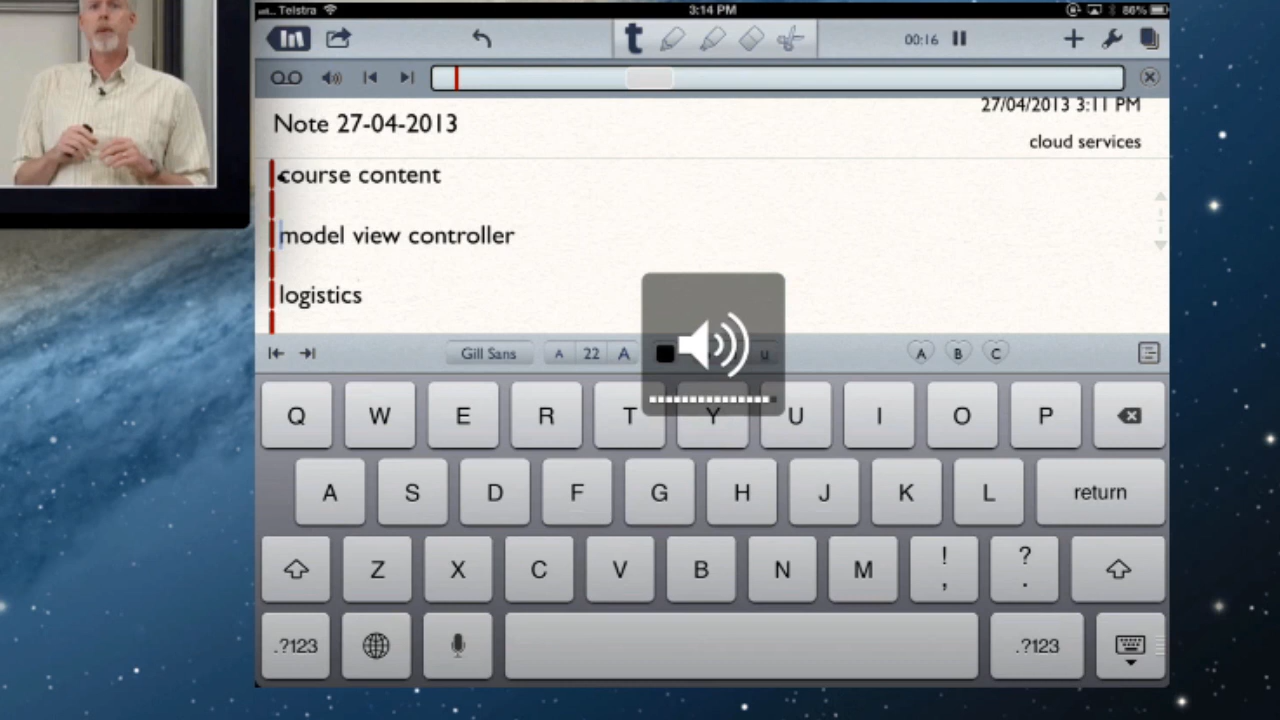 Telstra 3:14 PM 86%
t 00:16
27/04/2013 3:11 PM
Note 27-04-2013
cloud services
course content
model view controller
logistics
Gill Sans A 22 A u A B C
Q W E R T Y U I O P
A S D F G H J K L return
Z X C V B N M ! , ? .
.?123 .?123